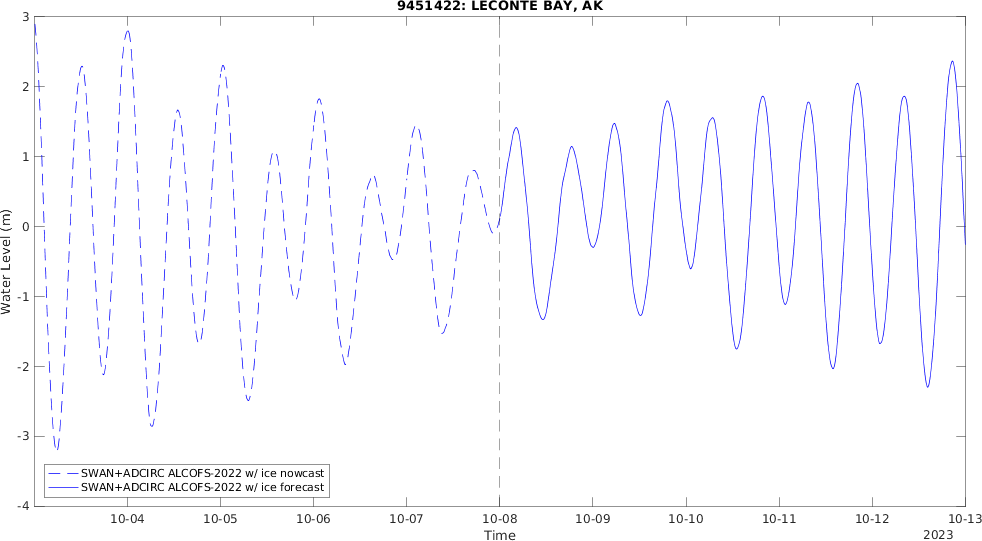 9451422: LECONTE BAY, AK
3
2
1
0
-1
-2
-3
-4
Water Level (m)
SWAN+ADCIRC ALCOFS-2022 w/ ice nowcast
SWAN+ADCIRC ALCOFS-2022 w/ ice forecast
10-04 10-05 10-06 10-07 10-08 10-09 10-10 10-11 10-12 10-13
Time
2023